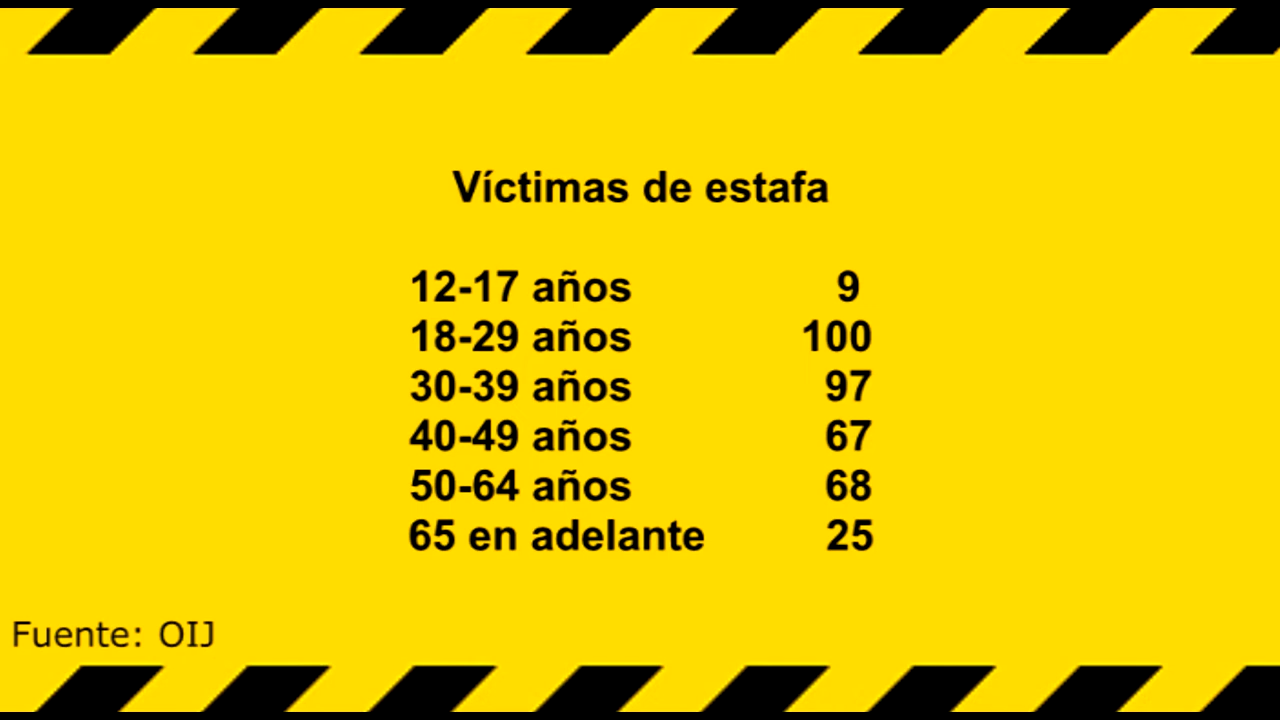 Víctimas de estafa
12-17 años 9
18-29 años 100
30-39 años 97
40-49 años 67
50-64 años 68
65 en adelante 25
Fuente: OIJ